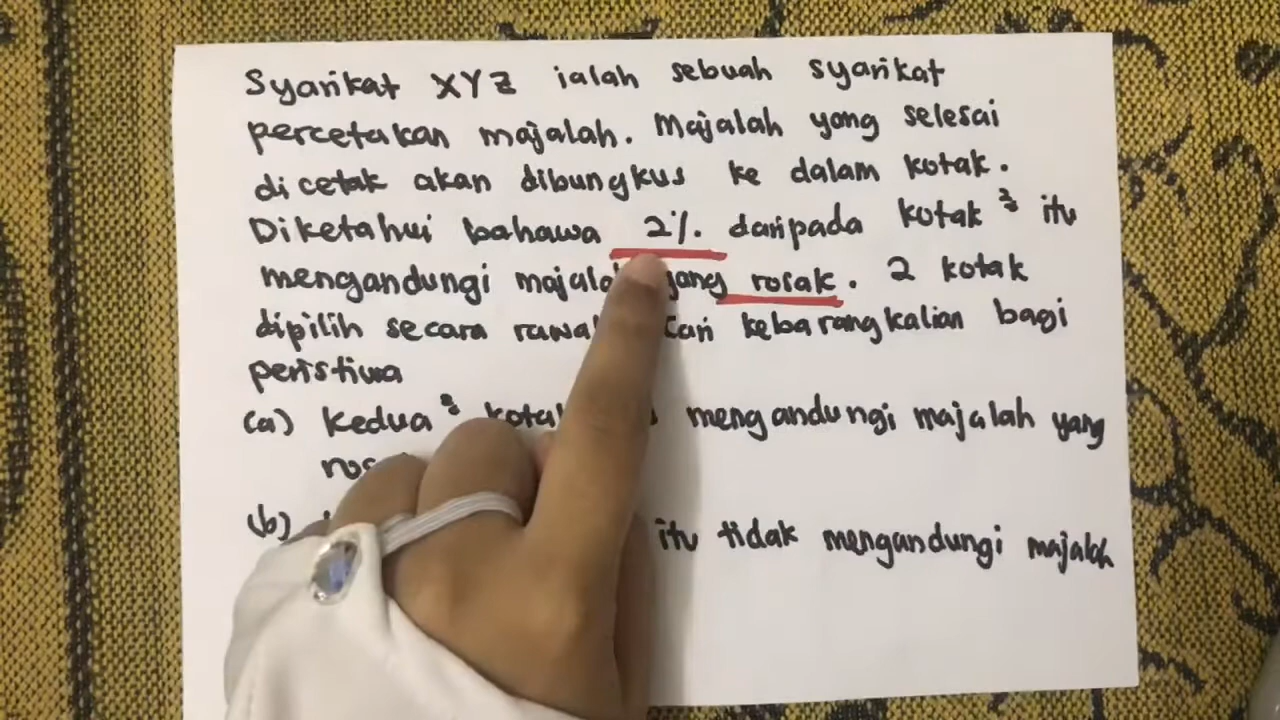 Syarikat XYZ ialah sebuah syarikat
percetakan majalah. Majalah yang selesai
dicetak akan dibungkus ke dalam kotak.
Diketahui bahawa 2% daripada kotak² itu
mengandungi yang rosak. 2 kotak
dipilih secara kebarangkalian bagi
peristiwa
(a) Kedua² mengandungi majalah yang
(b) itu tidak mengandungi majalah